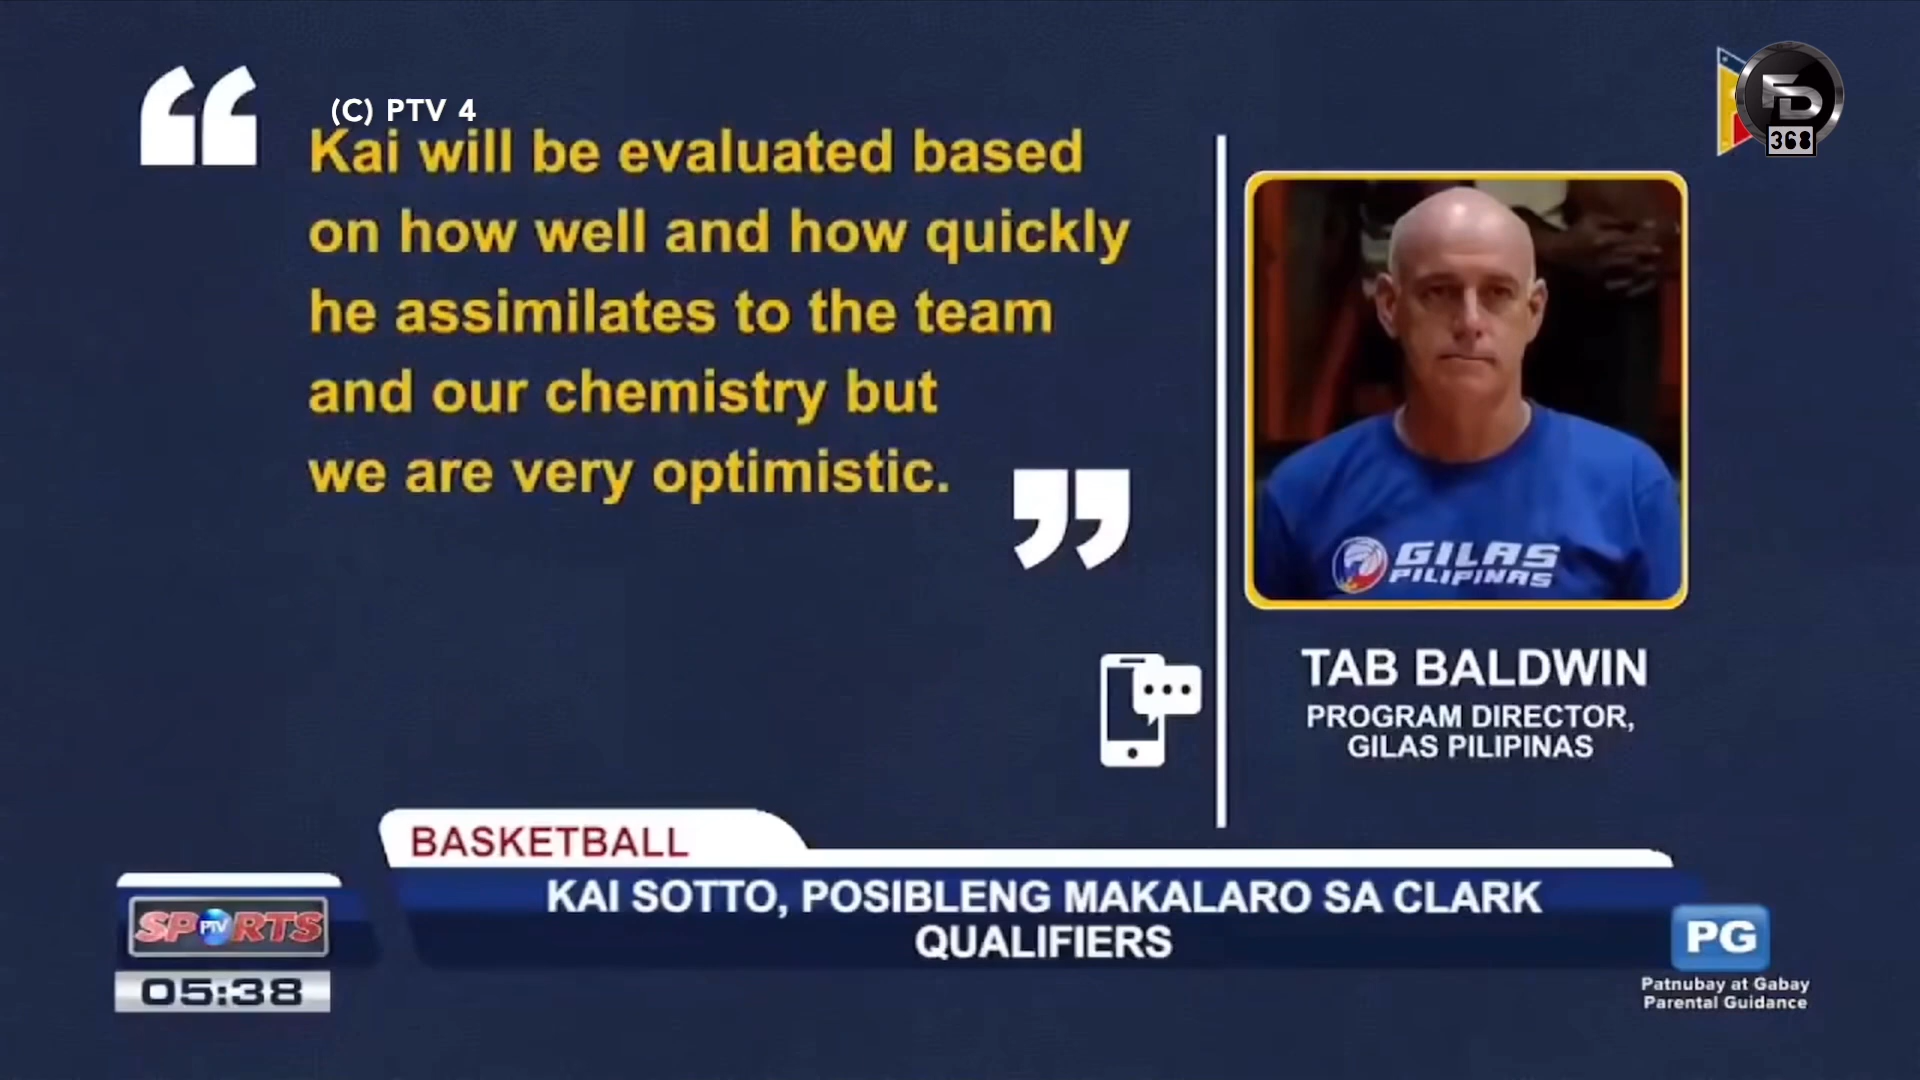 (C) PTV 4
Kai will be evaluated based
on how well and how quickly
he assimilates to the team
and our chemistry but
we are very optimistic.
368
GILAS
PILIPINAS
TAB BALDWIN
PROGRAM DIRECTOR,
GILAS PILIPINAS
BASKETBALL
KAI SOTTO, POSIBLENG MAKALARO SA CLARK
QUALIFIERS
SPORTS
PTV
05:38
PG
Patnubay at Gabay
Parental Guidance